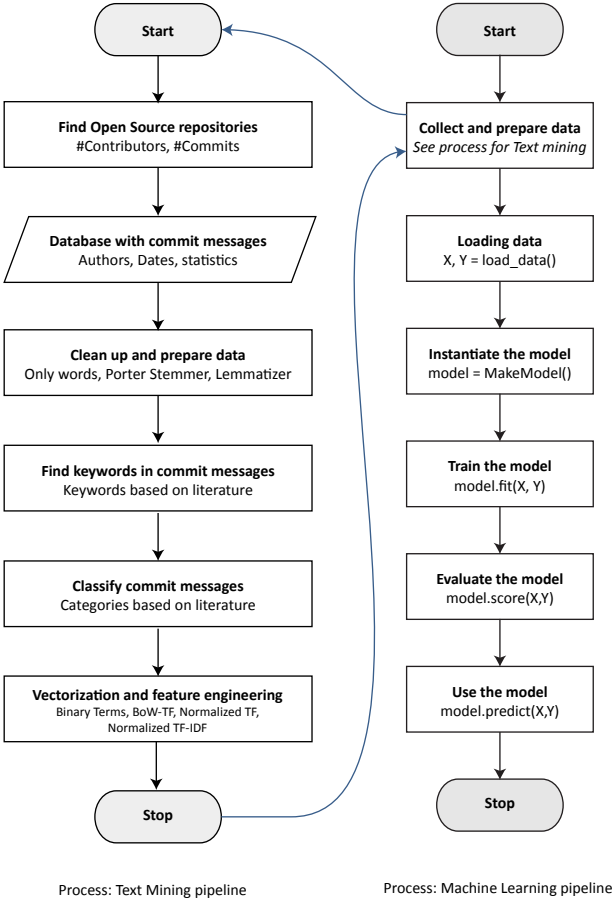 Start
Find Open Source repositories
#Contributors, #Commits
Database with commit messages
Authors, Dates, statistics
Clean up and prepare data
Only words, Porter Stemmer, Lemmatizer
Find keywords in commit messages
Keywords based on literature
Classify commit messages
Categories based on literature
Vectorization and feature engineering
Binary Terms, BoW-TF, Normalized TF,
Normalized TF-IDF
Stop
Process: Text Mining pipeline
Start
Collect and prepare data
See process for Text mining
Loading data
X, Y = load_data()
Instantiate the model
model = MakeModel()
Train the model
model.fit(X, Y)
Evaluate the model
model.score(X,Y)
Use the model
model.predict(X,Y)
Stop
Process: Machine Learning pipeline